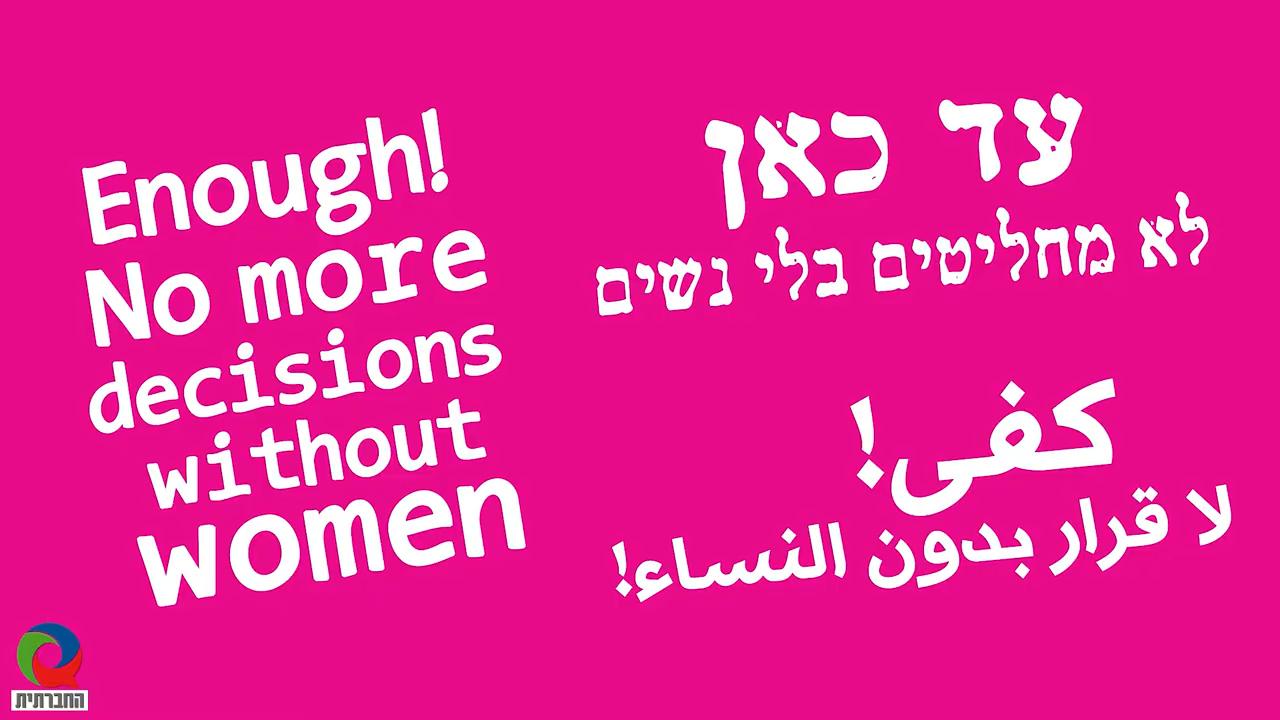 Enough!
No more
decisions
without
women
עד כאן
לא מחליטים בלי נשים
كفى!
لا قرار بدون النساء!
החברתית